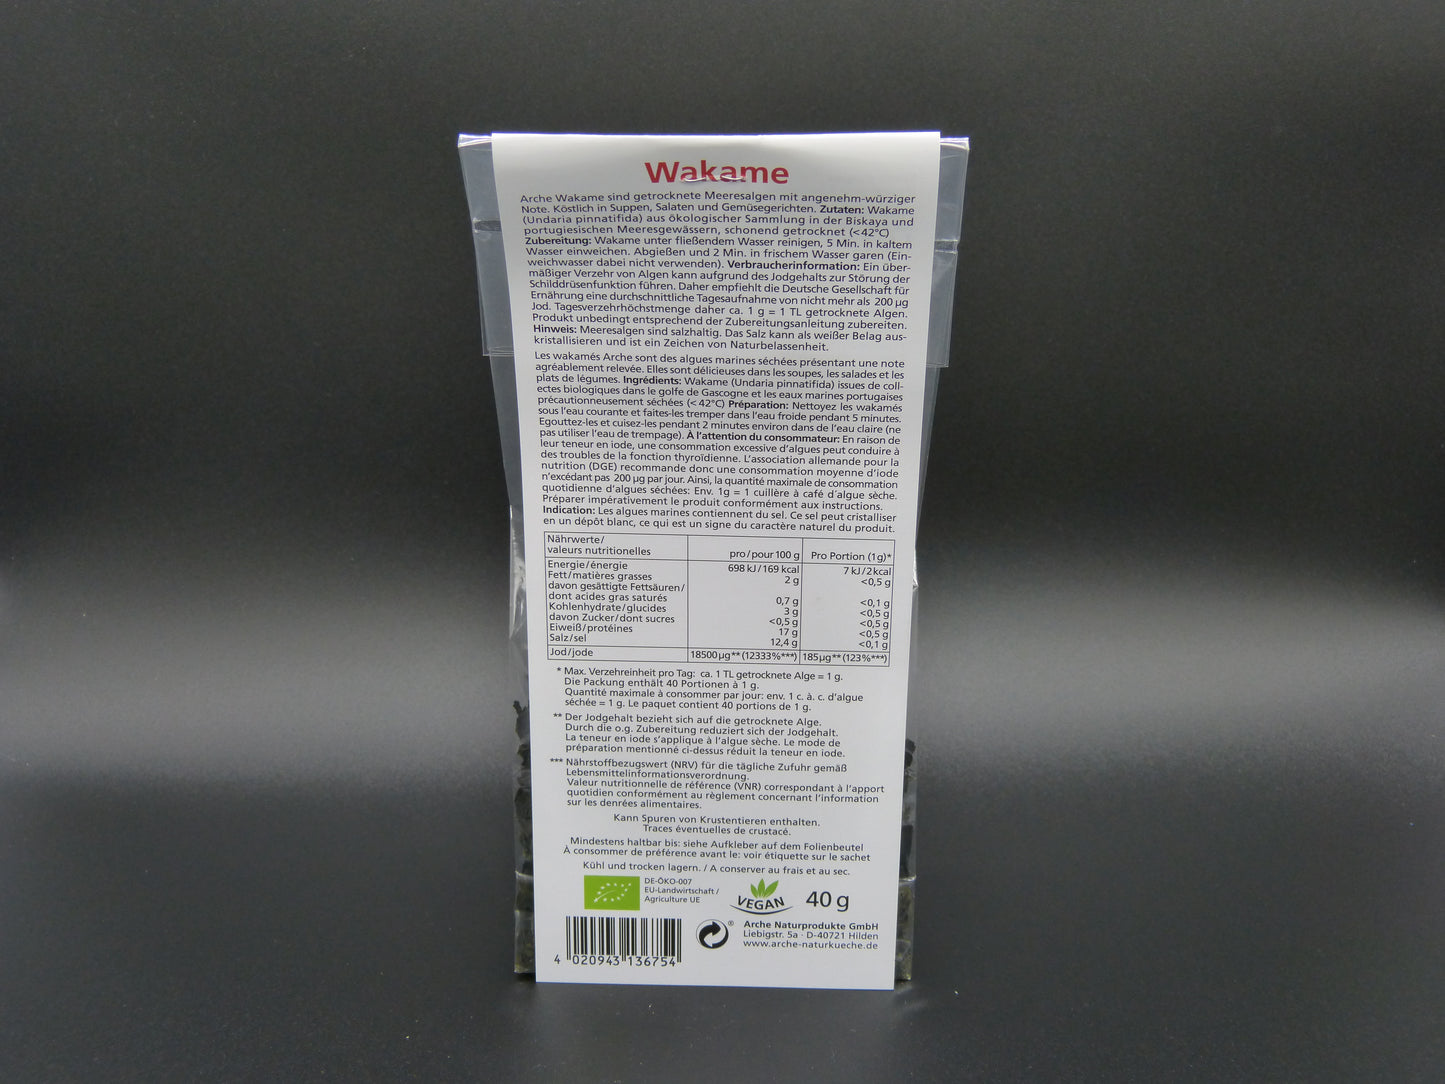 Wakame
Arche Wakame sind getrocknete Meeresalgen mit angenehm-würziger
Note. Köstlich in Suppen, Salaten und Gemüsegerichten. Zutaten: Wakame
(Undaria pinnatifida) aus ökologischer Sammlung in der Biskaya und
portugiesischen Meeresgewässern, schonend getrocknet (<42°C)
Zubereitung: Wakame unter fließendem Wasser reinigen, 5 Min. in kaltem
Wasser einweichen. Abgießen und 2 Min. in frischem Wasser garen (Ein-
weichwasser dabei nicht verwenden). Verbraucherinformation: Ein über-
mäßiger Verzehr von Algen kann aufgrund des Jodgehalts zur Störung der
Schilddrüsenfunktion führen. Daher empfiehlt die Deutsche Gesellschaft für
Ernährung eine durchschnittliche Tagesaufnahme von nicht mehr als 200 µg
Jod. Tagesverzehrhöchstmenge daher ca. 1 g = 1 TL getrocknete Algen.
Produkt unbedingt entsprechend der Zubereitungsanleitung zubereiten.
Hinweis: Meeresalgen sind salzhaltig. Das Salz kann als weißer Belag aus-
kristallisieren und ist ein Zeichen von Naturbelassenheit.
Les wakamés Arche sont des algues marines séchées présentant une note
agréablement relevée. Elles sont délicieuses dans les soupes, les salades et les
plats de légumes. Ingrédients: Wakame (Undaria pinnatifida) issues de coll-
ectes biologiques dans le golfe de Gascogne et les eaux marines portugaises
précautionneusement séchées (<42°C) Préparation: Nettoyez les wakamés
sous l'eau courante et faites-les tremper dans l'eau froide pendant 5 minutes.
Egouttez-les et cuisez-les pendant 2 minutes environ dans de l'eau claire (ne
pas utiliser l'eau de trempage). À l'attention du consommateur: En raison de
leur teneur en iode, une consommation excessive d'algues peut conduire à
des troubles de la fonction thyroïdienne. L'association allemande pour la
nutrition (DGE) recommande donc une consommation moyenne d'iode
n'excédant pas 200 µg par jour. Ainsi, la quantité maximale de consommation
quotidienne d'algues séchées: Env. 1g = 1 cuillère à café d´algue sèche.
Préparer impérativement le produit conformément aux instructions.
Indication: Les algues marines contiennent du sel. Ce sel peut cristalliser
en un dépôt blanc, ce qui est un signe du caractère naturel du produit.
Nährwerte/
valeurs nutritionelles pro/pour 100 g Pro Portion (1g)*
Energie/énergie 698 kJ/169 kcal 7 kJ/2kcal
Fett/matières grasses 2 g <0,5 g
davon gesättigte Fettsäuren/
dont acides gras saturés 0,7 g <0,1 g
Kohlenhydrate/glucides 3 g <0,5 g
davon Zucker/dont sucres <0,5 g <0,5 g
Eiweiß/protéines 17 g <0,5 g
Salz/sel 12,4 g <0,1 g
Jod/jode 18500µg** (12333%***) 185µg** (123%***)
* Max. Verzehreinheit pro Tag: ca. 1 TL getrocknete Alge = 1 g.
Die Packung enthält 40 Portionen à 1 g.
Quantité maximale à consommer par jour: env. 1 c. à. c. d'algue
séchée = 1 g. Le paquet contient 40 portions de 1 g.
** Der Jodgehalt bezieht sich auf die getrocknete Alge.
Durch die o.g. Zubereitung reduziert sich der Jodgehalt.
La teneur en iode s'applique à l'algue sèche. Le mode de
préparation mentionné ci-dessus réduit la teneur en iode.
*** Nährstoffbezugswert (NRV) für die tägliche Zufuhr gemäß
Lebensmittelinformationsverordnung.
Valeur nutritionnelle de référence (VNR) correspondant à l'apport
quotidien conformément au règlement concernant l'information
sur les denrées alimentaires.
Kann Spuren von Krustentieren enthalten.
Traces éventuelles de crustacé.
Mindestens haltbar bis: siehe Aufkleber auf dem Folienbeutel
À consommer de préférence avant le: voir étiquette sur le sachet
Kühl und trocken lagern. / A conserver au frais et au sec.
DE-ÖKO-007
EU-Landwirtschaft /
Agriculture UE
VEGAN
40 g
®
Arche Naturprodukte GmbH
Liebigstr. 5a · D-40721 Hilden
www.arche-naturkueche.de
4 020943 136754